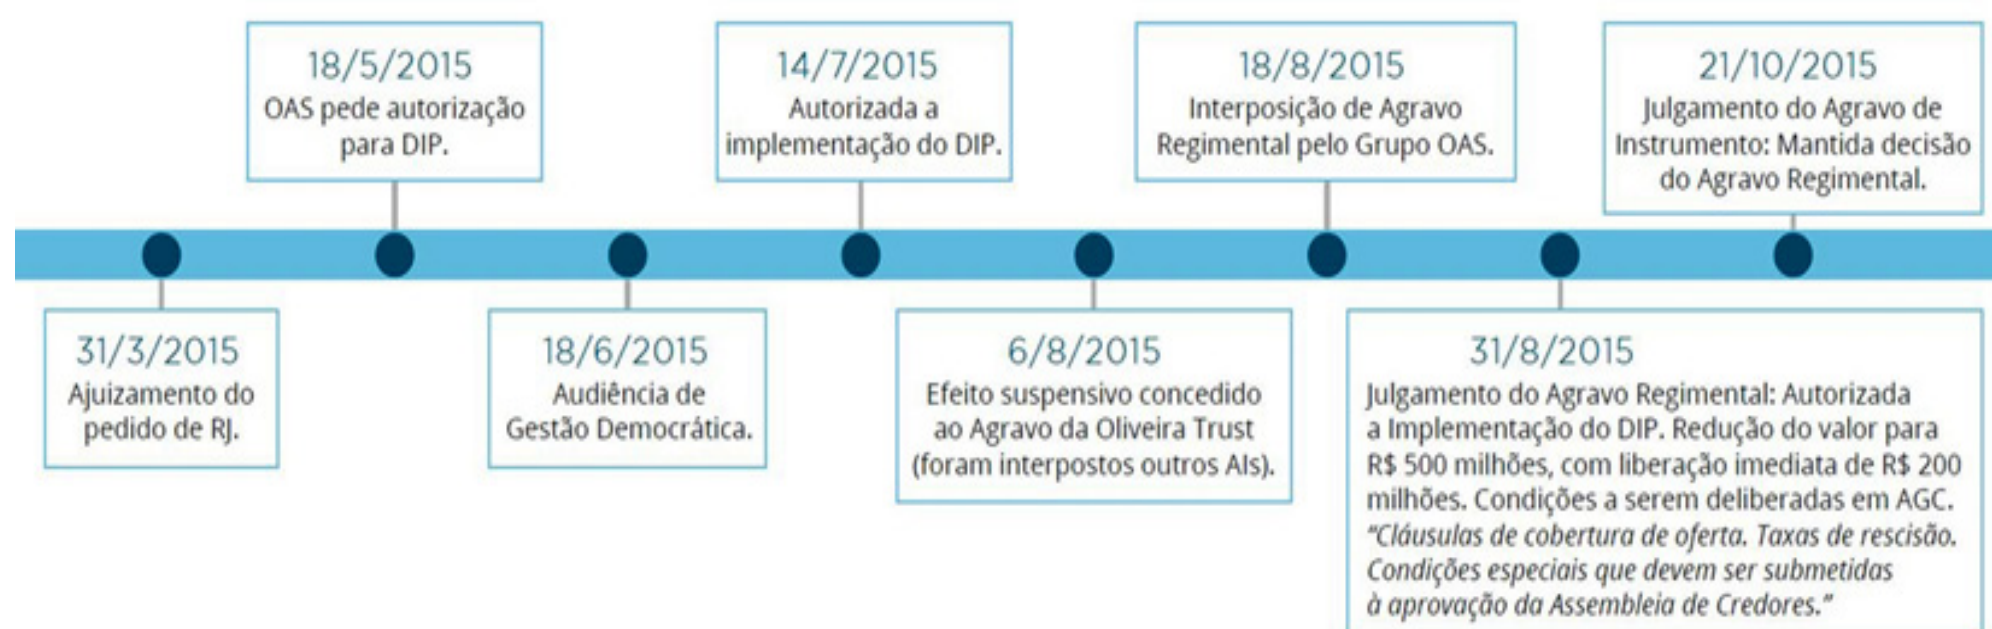 18/5/2015
OAS pede autorização
para DIP.
14/7/2015
Autorizada a
implementação do DIP.
18/8/2015
Interposição de Agravo
Regimental pelo Grupo OAS.
21/10/2015
Julgamento do Agravo de
Instrumento: Mantida decisão
do Agravo Regimental.
31/3/2015
Ajuizamento do
pedido de RJ.
18/6/2015
Audiência de
Gestão Democrática.
6/8/2015
Efeito suspensivo concedido
ao Agravo da Oliveira Trust
(foram interpostos outros AIs).
31/8/2015
Julgamento do Agravo Regimental: Autorizada
a Implementação do DIP. Redução do valor para
R$ 500 milhões, com liberação imediata de R$ 200
milhões. Condições a serem deliberadas em AGC.
"Cláusulas de cobertura de oferta. Taxas de rescisão.
Condições especiais que devem ser submetidas
à aprovação da Assembleia de Credores."